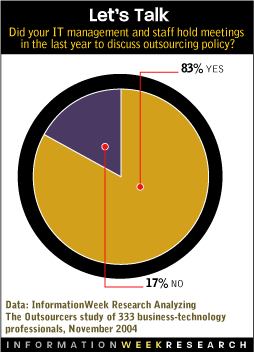 Let's Talk
Did your IT management and staff hold meetings
in the last year to discuss outsourcing policy?
83% YES
17% NO
Data: InformationWeek Research Analyzing
The Outsourcers study of 333 business-technology
professionals, November 2004
INFORMATIONWEEKRESEARCH